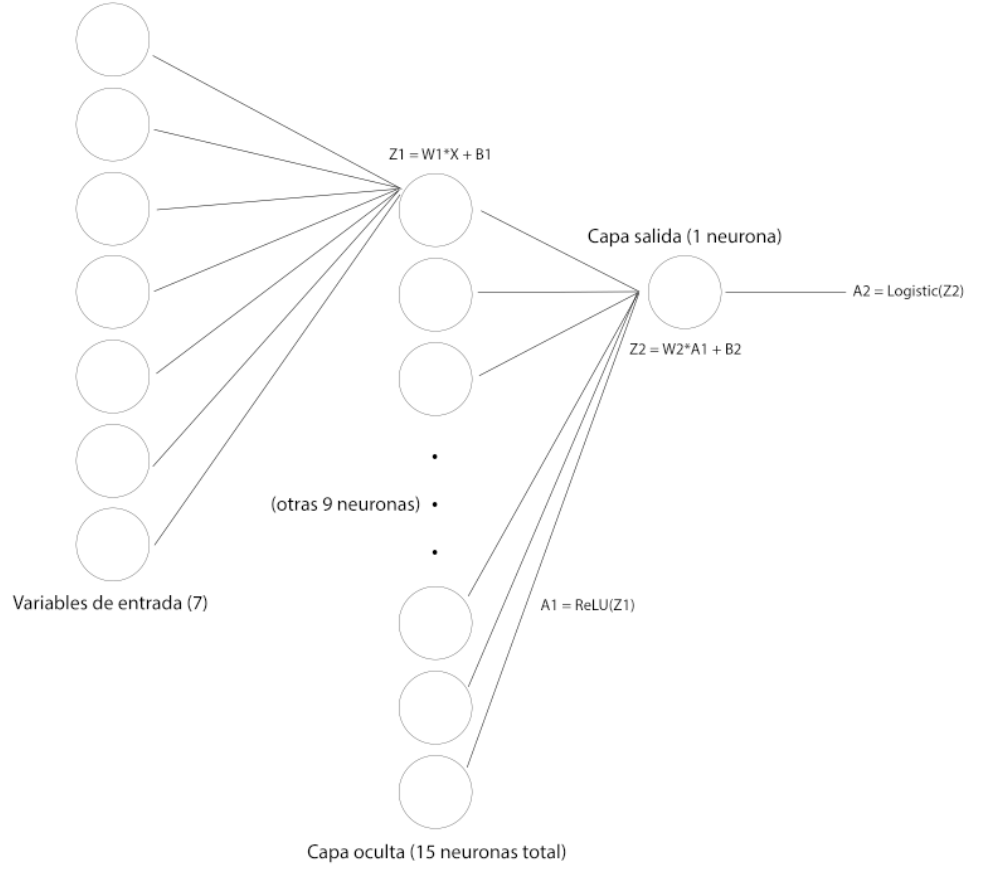 Z1 = W1*X + B1
Capa salida (1 neurona)
A2 = Logistic(Z2)
Z2 = W2*A1 + B2
(otras 9 neuronas)
Variables de entrada (7)
A1 = ReLU(Z1)
Capa oculta (15 neuronas total)